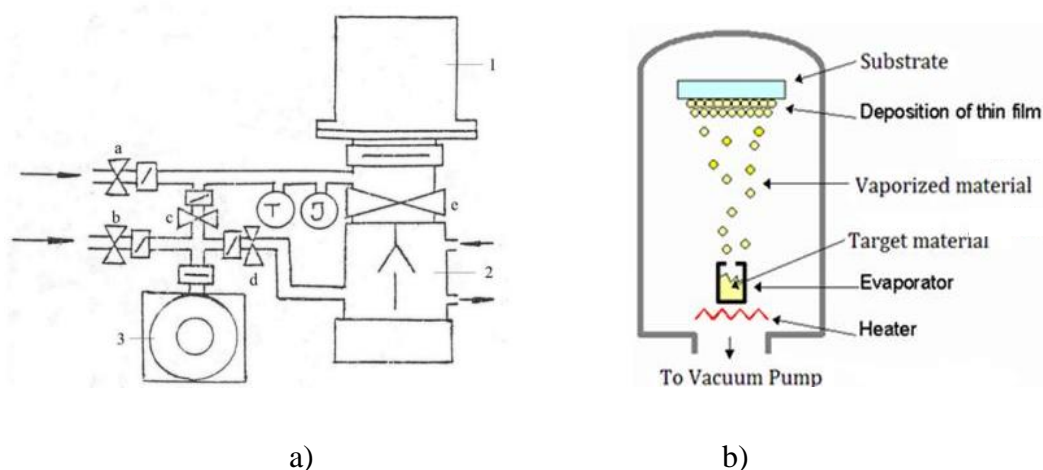 1
a
e
c
T
J
b
2
d
3
a)
Substrate
Deposition of thin film
Vaporized material
Target material
Evaporator
Heater
To Vacuum Pump
b)